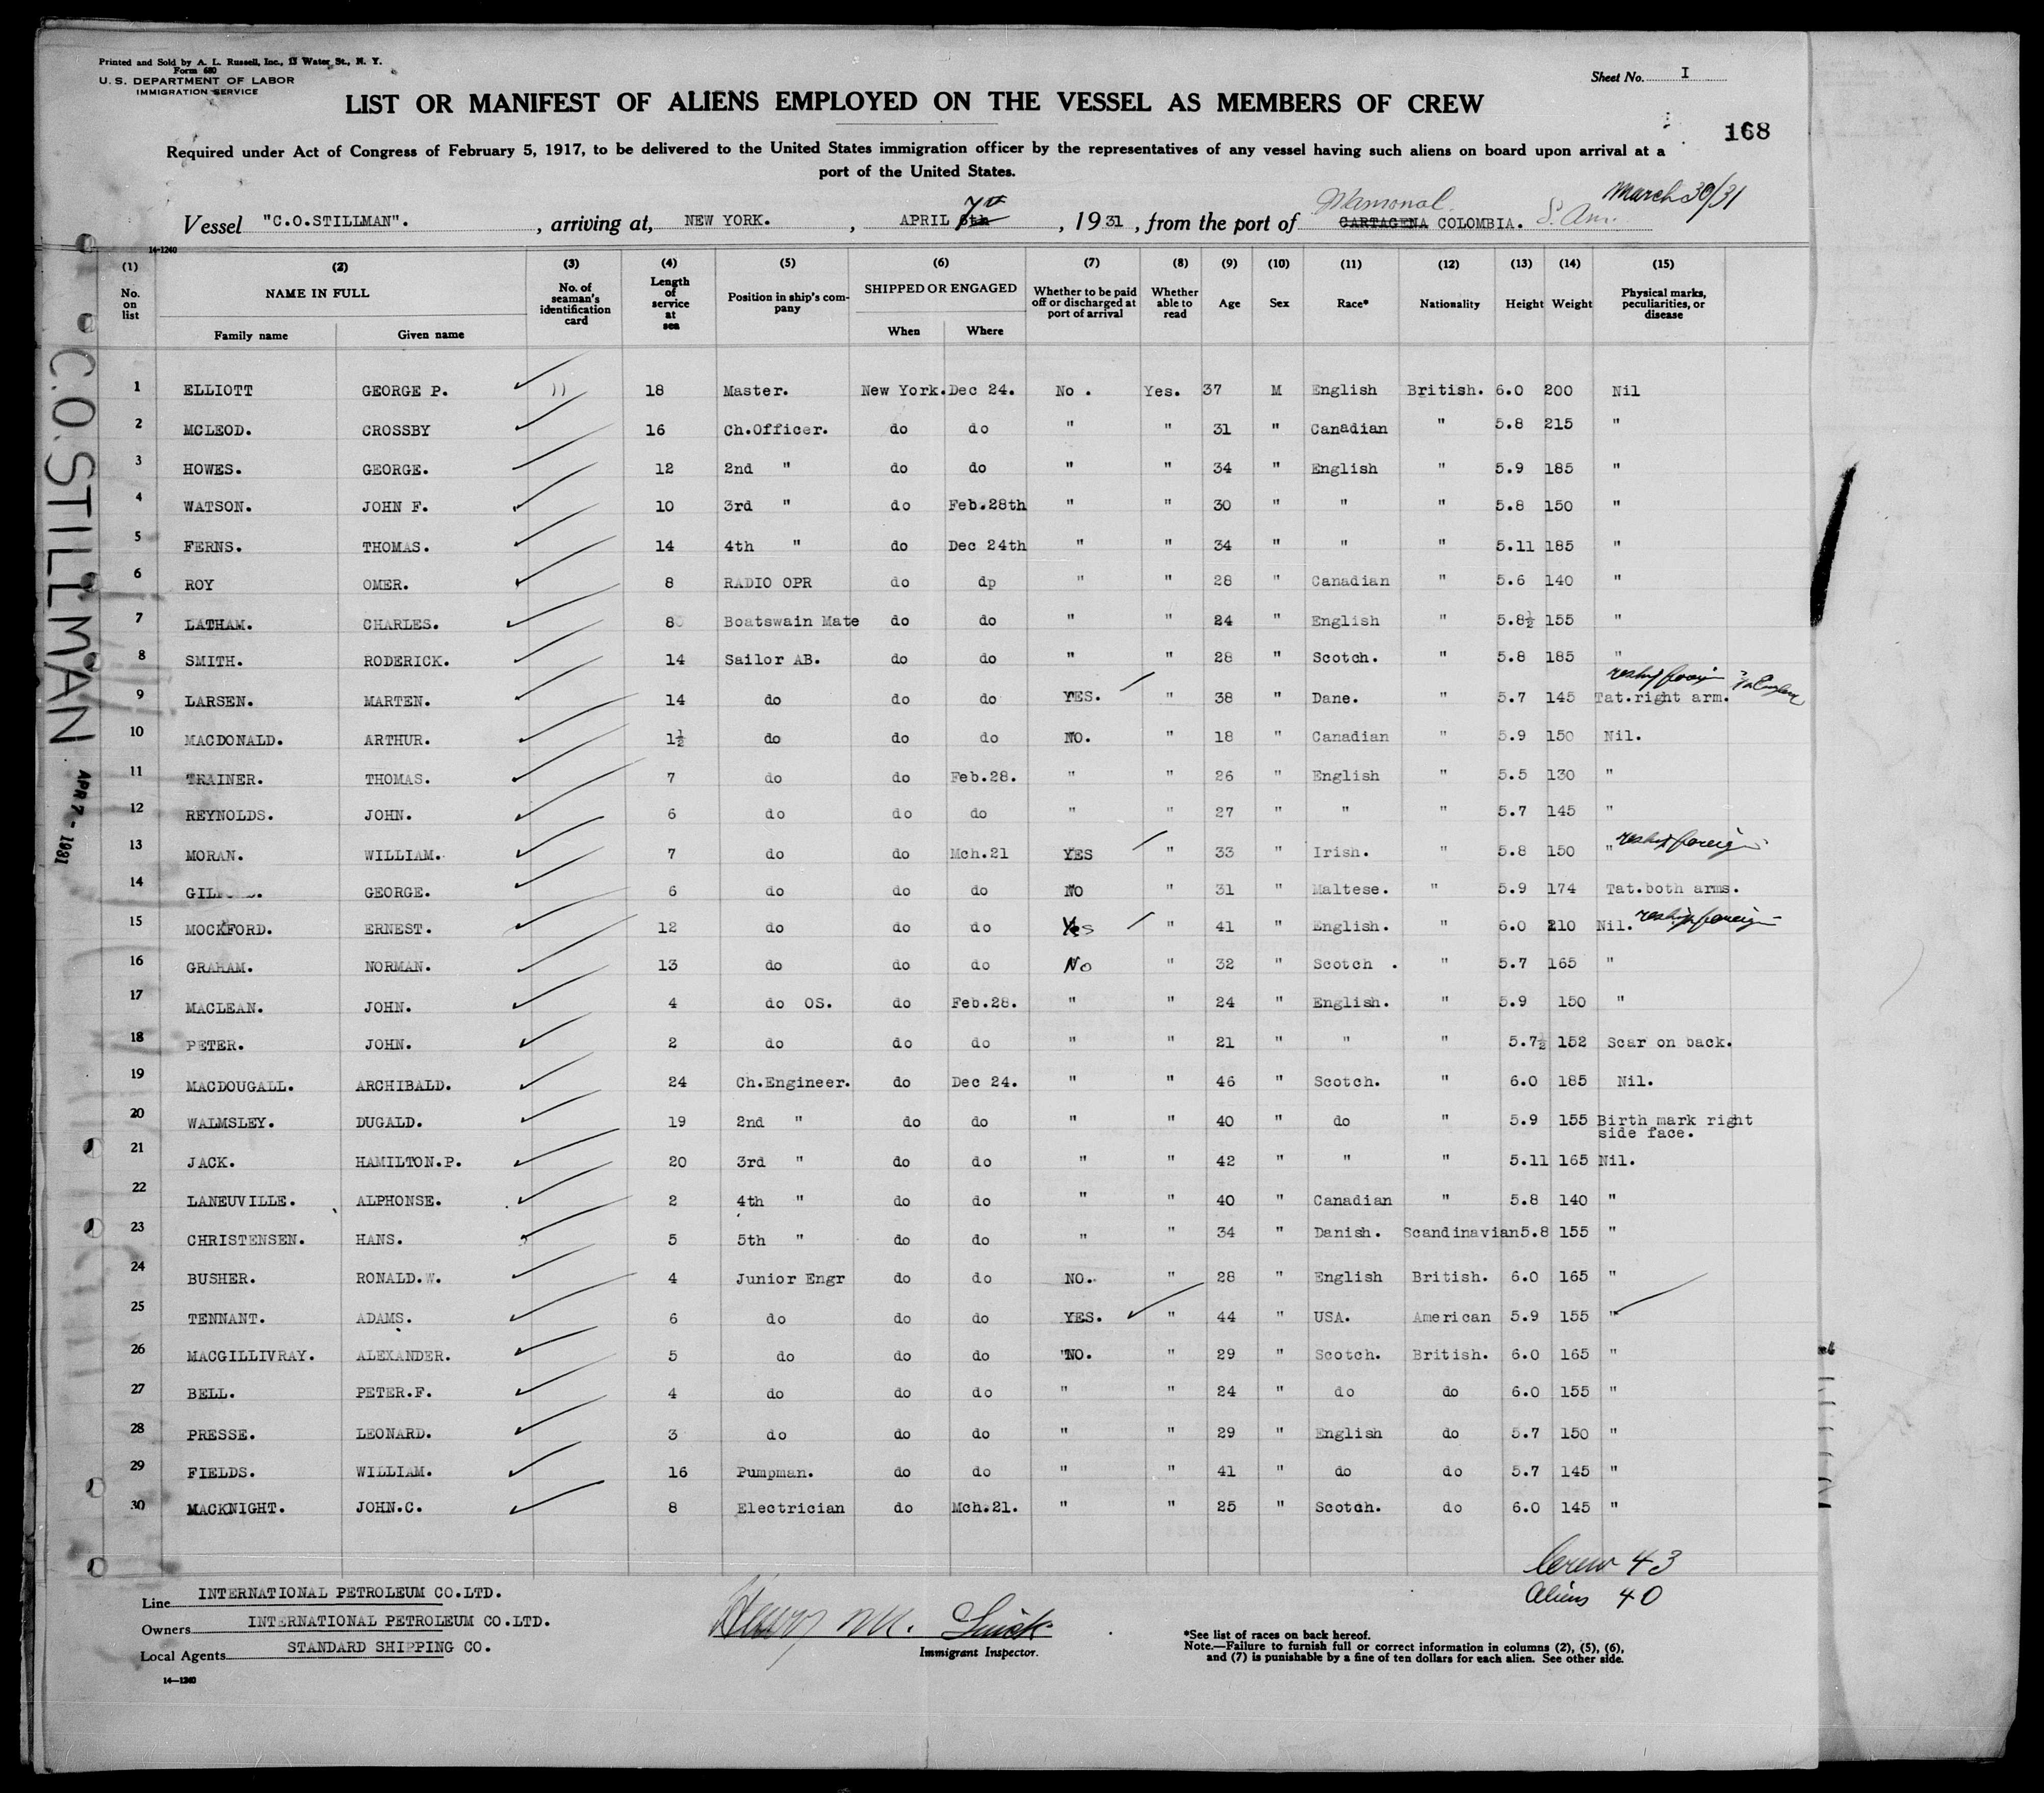 Printed and Sold by A. L. Russell, Inc., 13 Water St., N. Y.
Form 680
U. S. DEPARTMENT OF LABOR
IMMIGRATION SERVICE
Sheet No. I
LIST OR MANIFEST OF ALIENS EMPLOYED ON THE VESSEL AS MEMBERS OF CREW
168
Required under Act of Congress of February 5, 1917, to be delivered to the United States immigration officer by the representatives of any vessel having such aliens on board upon arrival at a
port of the United States.
March 30/31
Mamonal
Vessel "C.O.STILLMAN". , arriving at, NEW YORK. , APRIL 6th 7th , 1931 , from the port of CARTAGENA COLOMBIA. S. Am.
14-1240
(1) (2) (3) (4) (5) (6) (7) (8) (9) (10) (11) (12) (13) (14) (15)
No. on list NAME IN FULL Family name Given name No. of seaman's identification card Length of service at sea Position in ship's company SHIPPED OR ENGAGED When Where Whether to be paid off or discharged at port of arrival Whether able to read Age Sex Race* Nationality Height Weight Physical marks, peculiarities, or disease
1 ELLIOTT GEORGE P. )) 18 Master. New York. Dec 24. No . Yes. 37 M English British. 6.0 200 Nil
2 MCLEOD. CROSSBY 16 Ch.Officer. do do " " 31 " Canadian " 5.8 215 "
3 HOWES. GEORGE. 12 2nd " do do " " 34 " English " 5.9 185 "
4 WATSON. JOHN F. 10 3rd " do Feb.28th " " 30 " " " 5.8 150 "
5 FERNS. THOMAS. 14 4th " do Dec 24th " " 34 " " " 5.11 185 "
6 ROY OMER. 8 RADIO OPR do dp " " 28 " Canadian " 5.6 140 "
7 LATHAM. CHARLES. 8 Boatswain Mate do do " " 24 " English " 5.8½ 155 "
8 SMITH. RODERICK. 14 Sailor AB. do do " " 28 " Scotch. " 5.8 185 "
reship foreign
9 LARSEN. MARTEN. 14 do do do YES. " 38 " Dane. " 5.7 145 Tat.right arm.
10 MACDONALD. ARTHUR. 1½ do do do NO. " 18 " Canadian " 5.9 150 Nil.
11 TRAINER. THOMAS. 7 do do Feb.28. " " 26 " English " 5.5 130 "
12 REYNOLDS. JOHN. 6 do do do " " 27 " " " 5.7 145 "
13 MORAN. WILLIAM. 7 do do Mch.21 YES " 33 " Irish. " 5.8 150 " reship foreign
14 GEORGE. 6 do do do NO " 31 " Maltese. " 5.9 174 Tat.both arms.
15 MOCKFORD. ERNEST. 12 do do do Yes " 41 " English. " 6.0 210 Nil. reship foreign
16 GRAHAM. NORMAN. 13 do do do No " 32 " Scotch . " 5.7 165 "
17 MACLEAN. JOHN. 4 do OS. do Feb.28. " " 24 " English. " 5.9 150 "
18 PETER. JOHN. 2 do do do " " 21 " " " 5.7½ 152 Scar on back.
19 MACDOUGALL. ARCHIBALD. 24 Ch.Engineer. do Dec 24. " " 46 " Scotch. " 6.0 185 Nil.
20 WALMSLEY. DUGALD. 19 2nd " do do " " 40 " do " 5.9 155 Birth mark right
side face.
21 JACK. HAMILTON.P. 20 3rd " do do " " 42 " " " 5.11 165 Nil.
22 LANEUVILLE. ALPHONSE. 2 4th " do do " " 40 " Canadian " 5.8 140 "
23 CHRISTENSEN. HANS. 5 5th " do do " " 34 " Danish. Scandinavian 5.8 155 "
24 BUSHER. RONALD.W. 4 Junior Engr do do NO. " 28 " English British. 6.0 165 "
25 TENNANT. ADAMS. 6 do do do YES. " 44 " USA. American 5.9 155 "
26 MACGILLIVRAY. ALEXANDER. 5 do do do "NO. " 29 " Scotch. British. 6.0 165 "
27 BELL. PETER.F. 4 do do do " " 24 " do do 6.0 155 "
28 PRESSE. LEONARD. 3 do do do " " 29 " English do 5.7 150 "
29 FIELDS. WILLIAM. 16 Pumpman. do do " " 41 " do do 5.7 145 "
30 MACKNIGHT. JOHN.C. 8 Electrician do Mch.21. " " 25 " Scotch. do 6.0 145 "
Crew 43
Aliens 40
Line INTERNATIONAL PETROLEUM CO.LTD.
Owners INTERNATIONAL PETROLEUM CO.LTD.
Local Agents STANDARD SHIPPING CO.
14-1240
Henry M.
Immigrant Inspector.
*See list of races on back hereof.
Note.—Failure to furnish full or correct information in columns (2), (5), (6),
and (7) is punishable by a fine of ten dollars for each alien. See other side.
C.O.STILLMAN
APR 7 - 1931